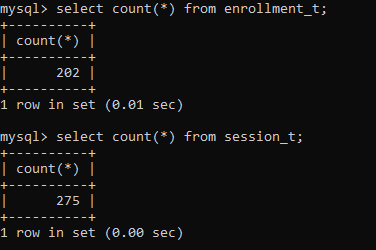 mysql> select count(*) from enrollment_t;
+----------+
| count(*) |
+----------+
|      202 |
+----------+
1 row in set (0.01 sec)

mysql> select count(*) from session_t;
+----------+
| count(*) |
+----------+
|      275 |
+----------+
1 row in set (0.00 sec)